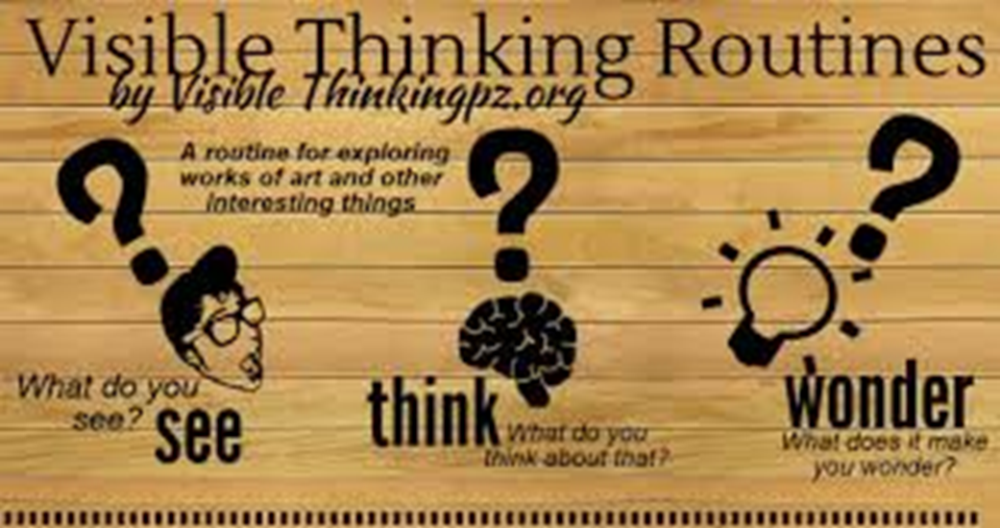 Visible Thinking Routines
by Visible Thinkingpz.org
A routine for exploring
works of art and other
interesting things
What do you
see?
see
think
What do you
think about that?
wonder
What does it make
you wonder?